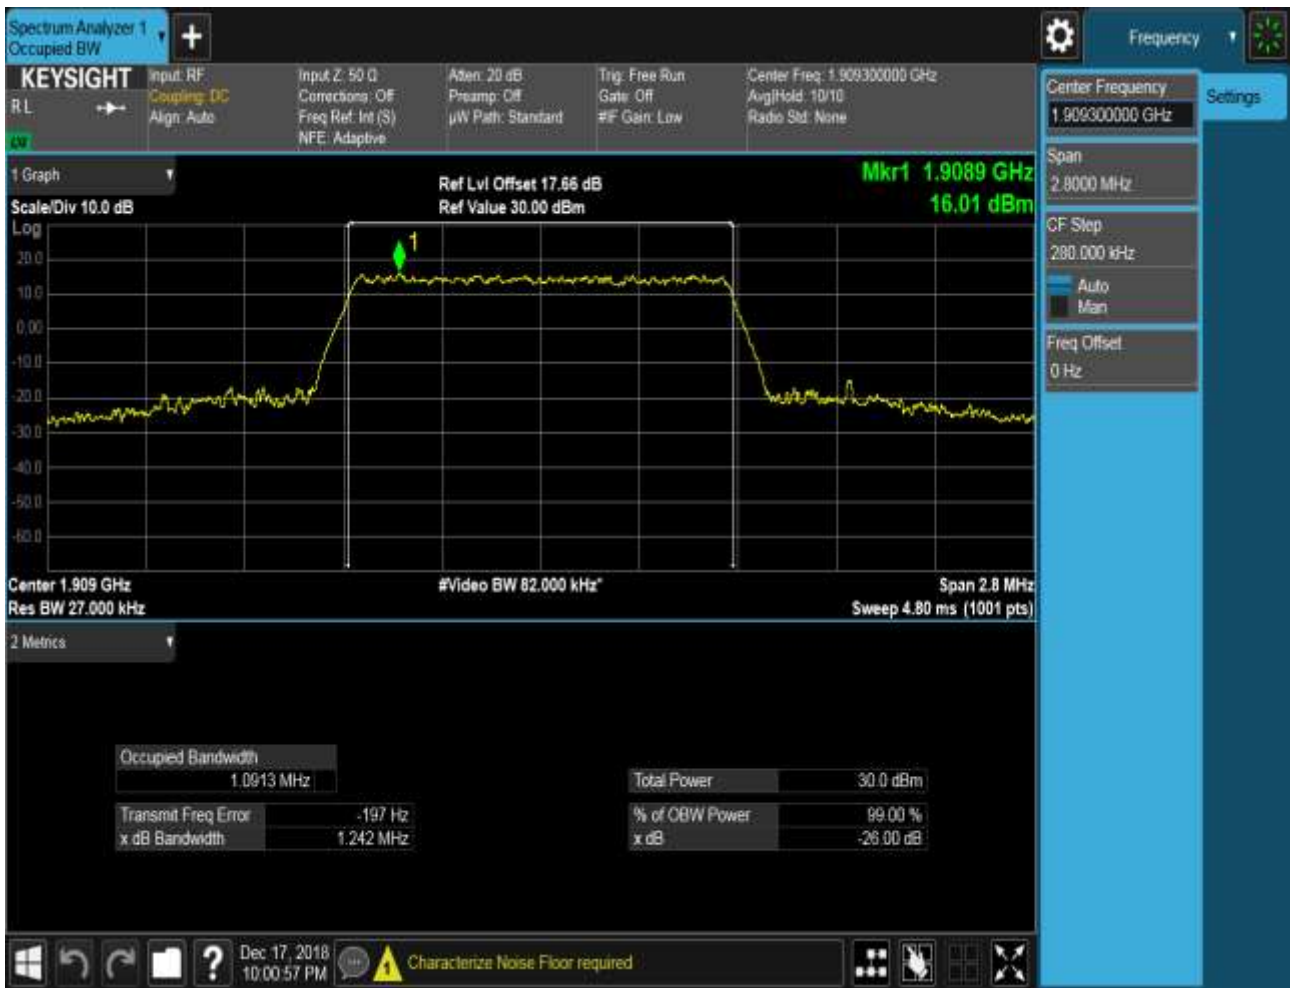 Spectrum Analyzer 1
Occupied BW
Frequency
KEYSIGHT
R L
Input: RF
Coupling: DC
Align: Auto
Input Z: 50 Ω
Corrections: Off
Freq Ref: Int (S)
NFE: Adaptive
Atten: 20 dB
Preamp: Off
µW Path: Standard
Trig: Free Run
Gate: Off
#IF Gain: Low
Center Freq: 1.909300000 GHz
Avg|Hold: 10/10
Radio Std: None
Center Frequency
1.909300000 GHz
Settings
Span
2.8000 MHz
CF Step
280.000 kHz
Auto
Man
Freq Offset
0 Hz
1 Graph
Scale/Div 10.0 dB
Ref Lvl Offset 17.66 dB
Ref Value 30.00 dBm
Mkr1 1.9089 GHz
16.01 dBm
Log
1
20.0
10.0
0.00
-10.0
-20.0
-30.0
-40.0
-50.0
-60.0
Center 1.909 GHz
#Video BW 82.000 kHz*
Span 2.8 MHz
Res BW 27.000 kHz
Sweep 4.80 ms (1001 pts)
2 Metrics
Occupied Bandwidth
1.0913 MHz
Total Power 30.0 dBm
Transmit Freq Error -197 Hz
% of OBW Power 99.00 %
x dB Bandwidth 1.242 MHz
x dB -26.00 dB
?
Dec 17, 2018
10:00:57 PM
1
Characterize Noise Floor required